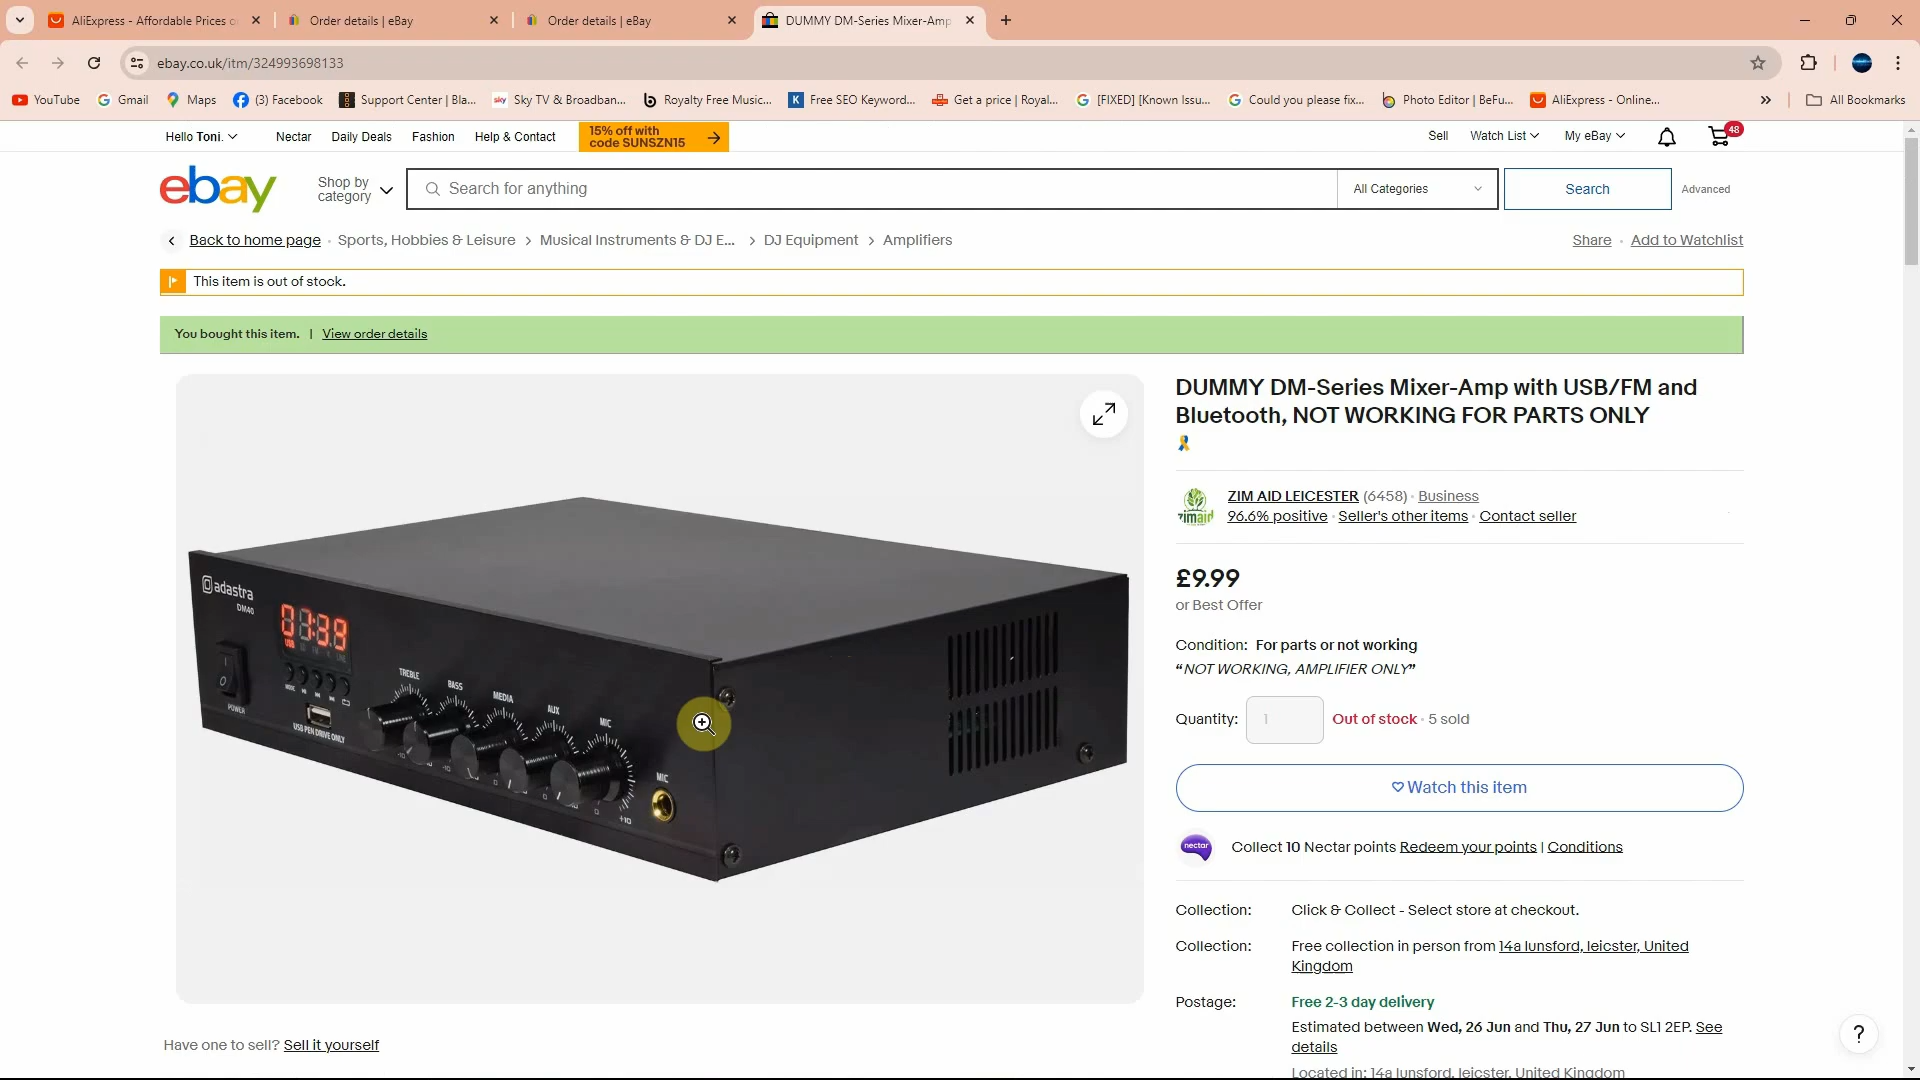 AliExpress - Affordable Prices o
Order details | eBay
Order details | eBay
DUMMY DM-Series Mixer-Amp
ebay.co.uk/itm/324993698133
YouTube
Gmail
Maps
(3) Facebook
Support Center | Bla...
sky
Sky TV & Broadban...
Royalty Free Music...
Free SEO Keyword...
Get a price | Royal...
[FIXED] [Known Issu...
Could you please fix...
Photo Editor | BeFu...
AliExpress - Online...
All Bookmarks
Hello Toni.
Nectar
Daily Deals
Fashion
Help & Contact
15% off with
code SUNSZN15
Sell
Watch List
My eBay
48
ebay
Shop by
category
Search for anything
All Categories
Search
Advanced
Back to home page
Sports, Hobbies & Leisure
Musical Instruments & DJ E...
DJ Equipment
Amplifiers
Share
Add to Watchlist
This item is out of stock.
You bought this item. | View order details
DUMMY DM-Series Mixer-Amp with USB/FM and
Bluetooth, NOT WORKING FOR PARTS ONLY
zimaid
ZIM AID LEICESTER (6458) · Business
96.6% positive · Seller's other items · Contact seller
£9.99
or Best Offer
Condition: For parts or not working
“NOT WORKING, AMPLIFIER ONLY”
Quantity:
1
Out of stock · 5 sold
Watch this item
nectar
Collect 10 Nectar points Redeem your points | Conditions
Collection:
Click & Collect - Select store at checkout.
Collection:
Free collection in person from 14a lunsford, leicster, United
Kingdom
Postage:
Free 2-3 day delivery
Estimated between Wed, 26 Jun and Thu, 27 Jun to SL1 2EP. See
details
Located in: 14a lunsford, leicster, United Kingdom
adastra
DM40
01:39
USB
POWER
MODE
USB PEN DRIVE ONLY
TREBLE
BASS
MEDIA
AUX
MIC
MIC
+10
Have one to sell? Sell it yourself
?